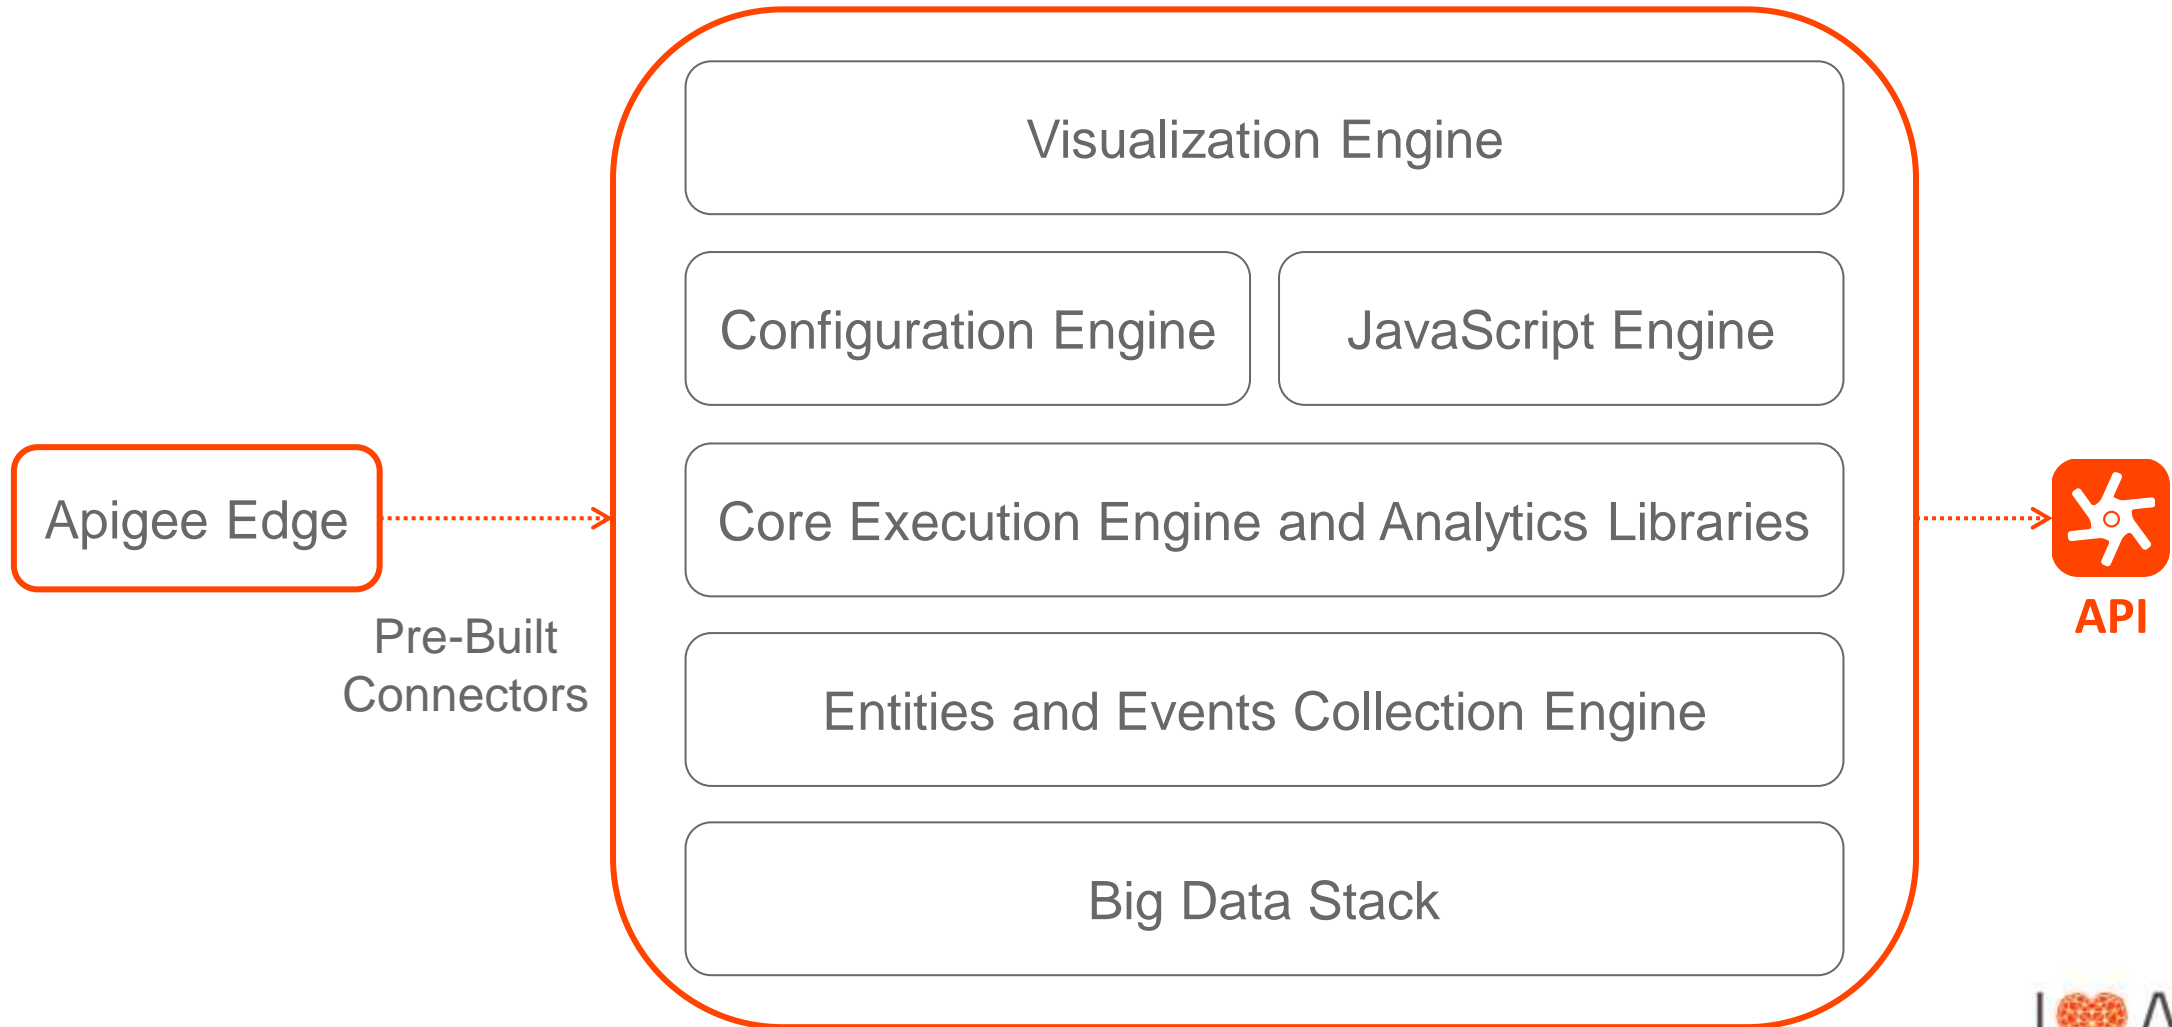 Visualization Engine
Configuration Engine
JavaScript Engine
Apigee Edge
Core Execution Engine and Analytics Libraries
API
Pre-Built
Connectors
Entities and Events Collection Engine
Big Data Stack
I